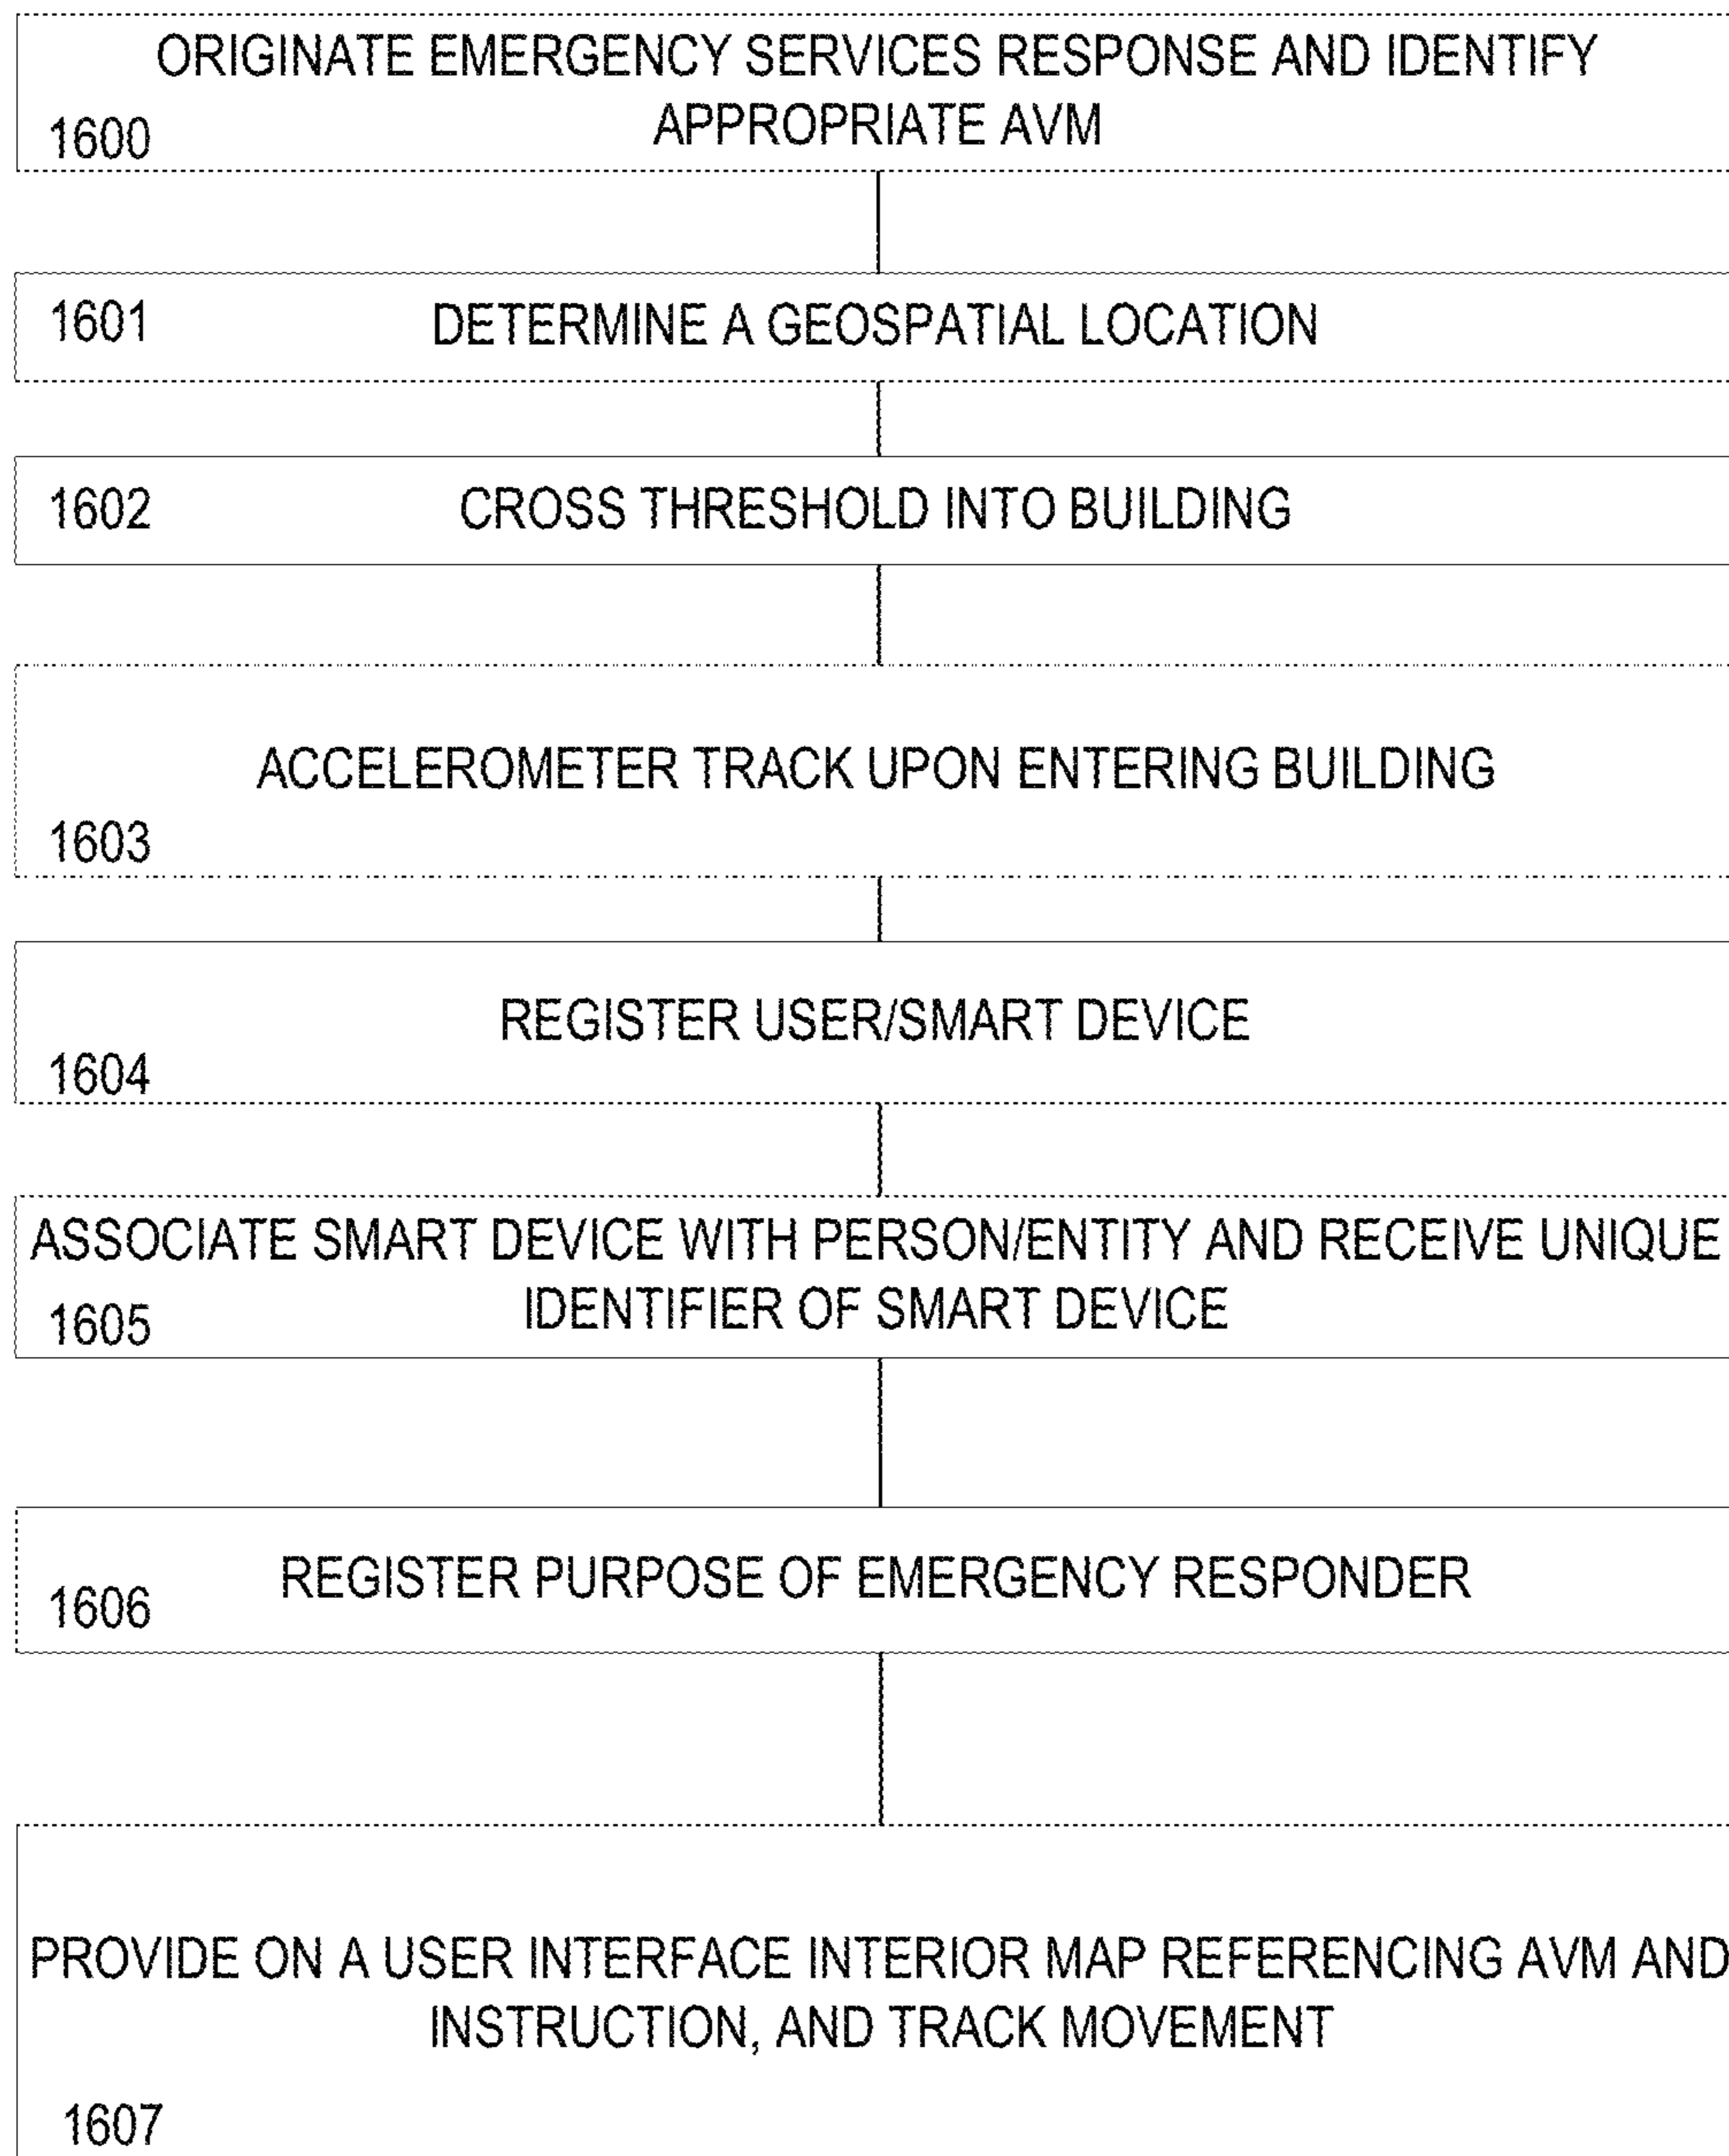 ORIGINATE EMERGENCY SERVICES RESPONSE AND IDENTIFY
APPROPRIATE AVM
1600
1601
DETERMINE A GEOSPATIAL LOCATION
1602
CROSS THRESHOLD INTO BUILDING
ACCELEROMETER TRACK UPON ENTERING BUILDING
1603
REGISTER USER/SMART DEVICE
1604
ASSOCIATE SMART DEVICE WITH PERSON/ENTITY AND RECEIVE UNIQUE
IDENTIFIER OF SMART DEVICE
1605
REGISTER PURPOSE OF EMERGENCY RESPONDER
1606
PROVIDE ON A USER INTERFACE INTERIOR MAP REFERENCING AVM AND
INSTRUCTION, AND TRACK MOVEMENT
1607